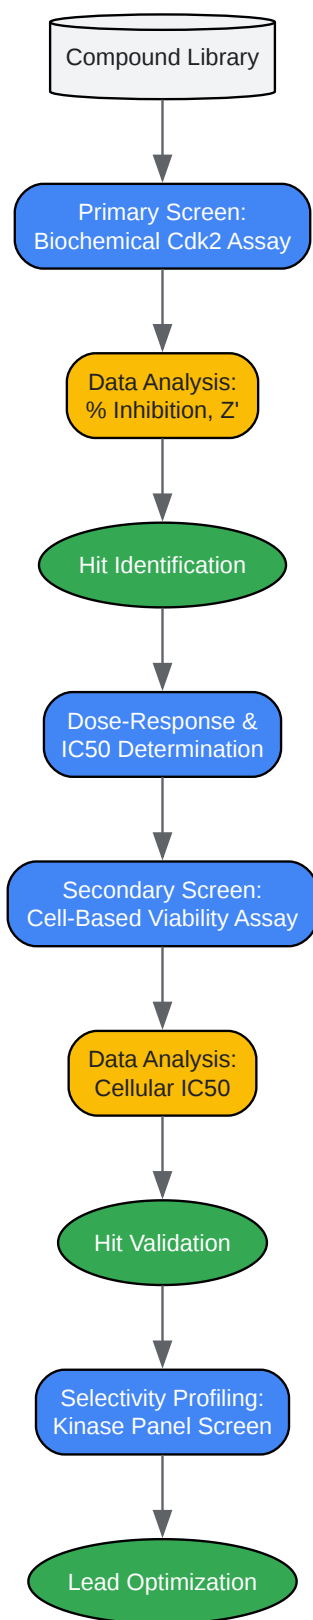 Compound Library
Primary Screen:
Biochemical Cdk2 Assay
Data Analysis:
% Inhibition, Z'
Hit Identification
Dose-Response &
IC50 Determination
Secondary Screen:
Cell-Based Viability Assay
Data Analysis:
Cellular IC50
Hit Validation
Selectivity Profiling:
Kinase Panel Screen
Lead Optimization